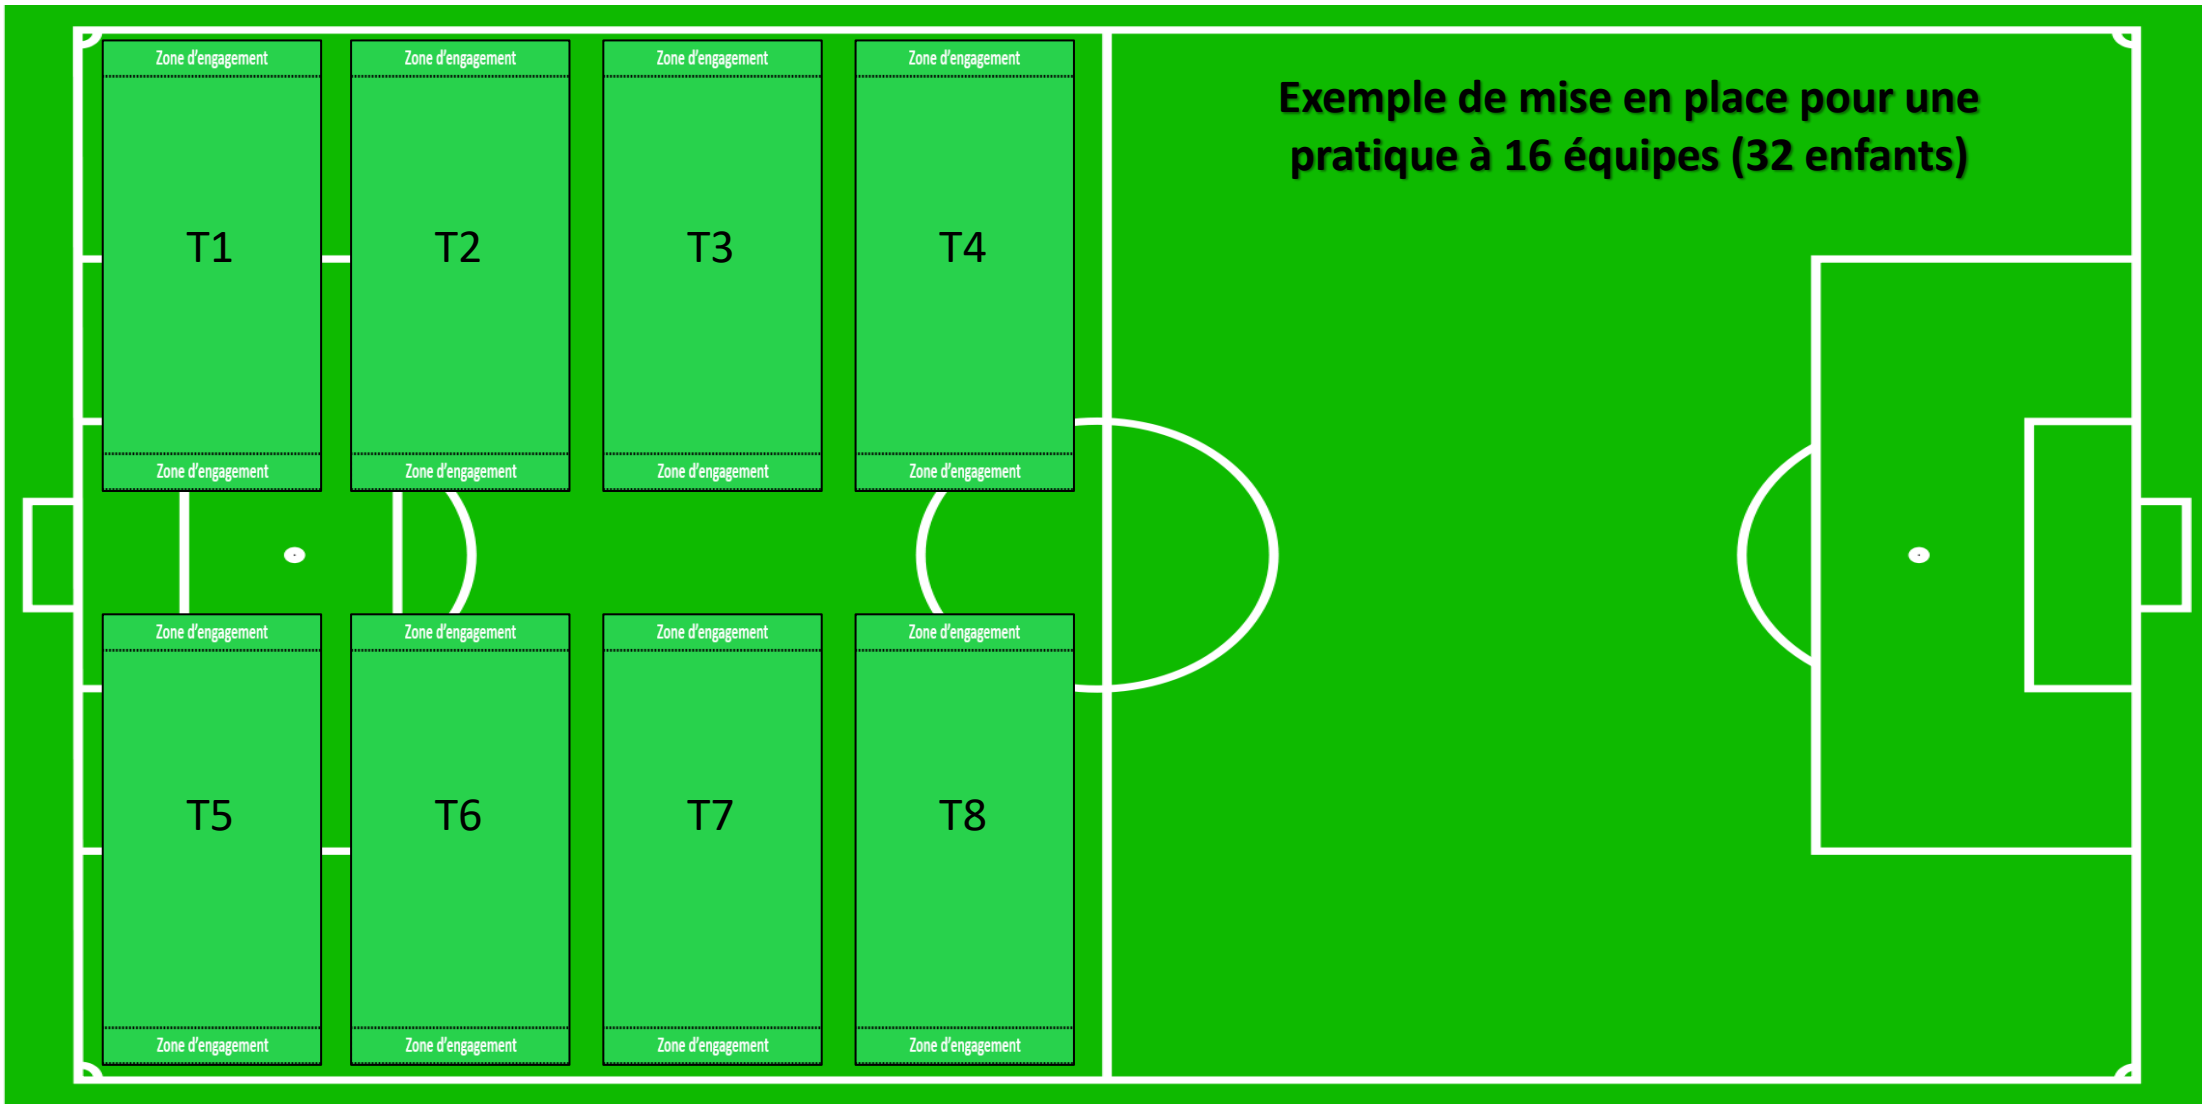 Zone d'engagement
Zone d'engagement
Zone d'engagement
Zone d'engagement
Exemple de mise en place pour une
pratique à 16 équipes (32 enfants)
T1
T2
T3
T4
Zone d'engagement
Zone d'engagement
Zone d'engagement
Zone d'engagement
Zone d'engagement
Zone d'engagement
Zone d'engagement
Zone d'engagement
T5
T6
T7
T8
Zone d'engagement
Zone d'engagement
Zone d'engagement
Zone d'engagement